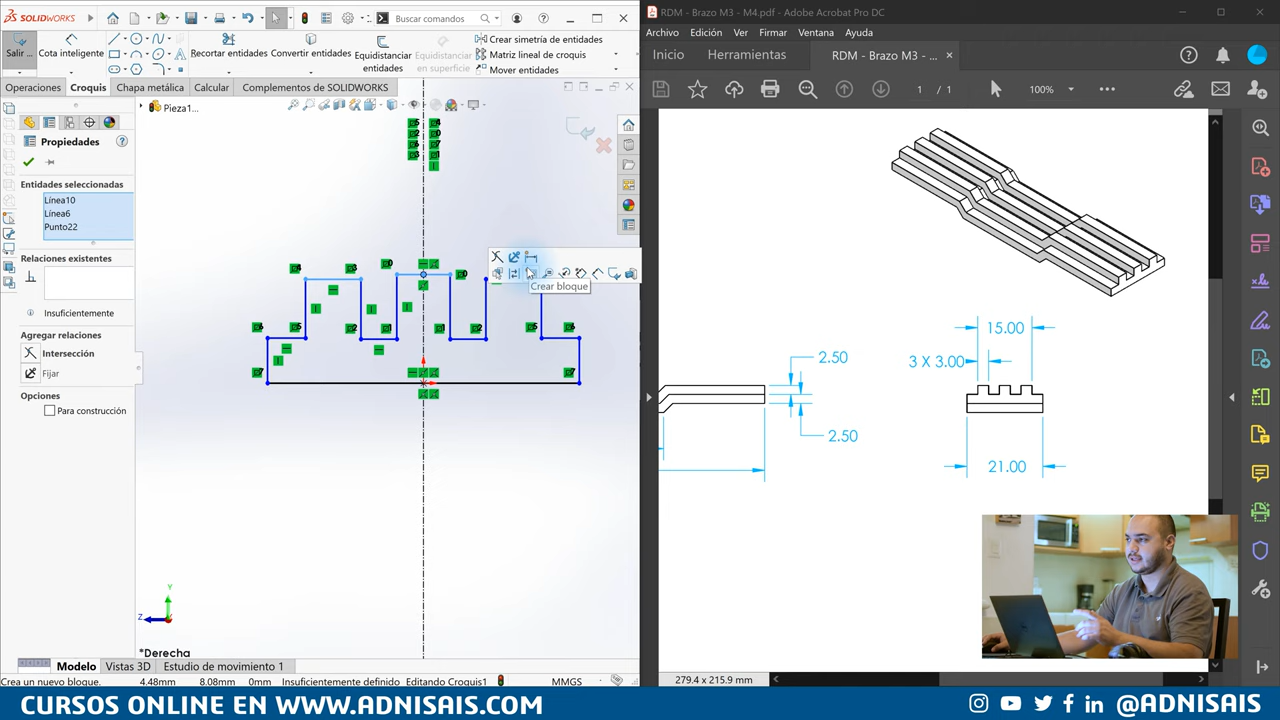 SOLIDWORKS
Buscar comandos
Salir ...
Cota inteligente
Recortar entidades
Convertir entidades
Equidistanciar entidades
Equidistanciar en superficie
Crear simetría de entidades
Matriz lineal de croquis
Mover entidades
Operaciones
Croquis
Chapa metálica
Calcular
Complementos de SOLIDWORKS
Pieza1...
Propiedades
Entidades seleccionadas
Línea10
Línea6
Punto22
Relaciones existentes
Insuficientemente
Agregar relaciones
Intersección
Fijar
Opciones
Para construcción
Crear bloque
Y
Z
*Derecha
Modelo
Vistas 3D
Estudio de movimiento 1
Crea un nuevo bloque.
4.48mm
8.08mm
0mm
Insuficientemente definido
Editando Croquis1
MMGS
RDM - Brazo M3 - M4.pdf - Adobe Acrobat Pro DC
Archivo
Edición
Ver
Firmar
Ventana
Ayuda
Inicio
Herramientas
RDM - Brazo M3 - ...
1 / 1
100%
2.50
2.50
15.00
3 X 3.00
21.00
279.4 x 215.9 mm
CURSOS ONLINE EN WWW.ADNISAIS.COM
@ADNISAIS